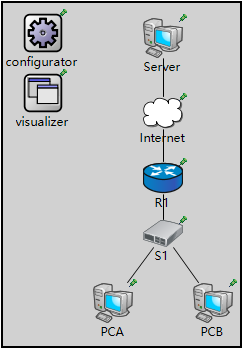 configurator
visualizer
Server
Internet
R1
S1
PCA
PCB